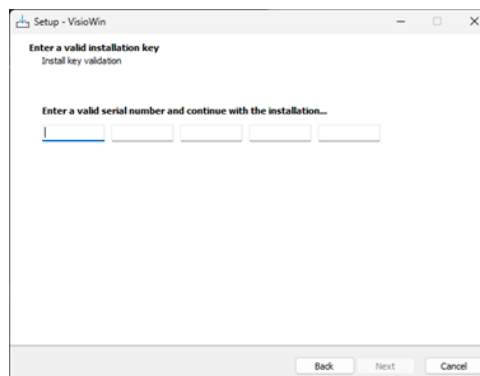 Setup - VisioWin
Enter a valid installation key
Install key validation
Enter a valid serial number and continue with the installation...
Back Next Cancel